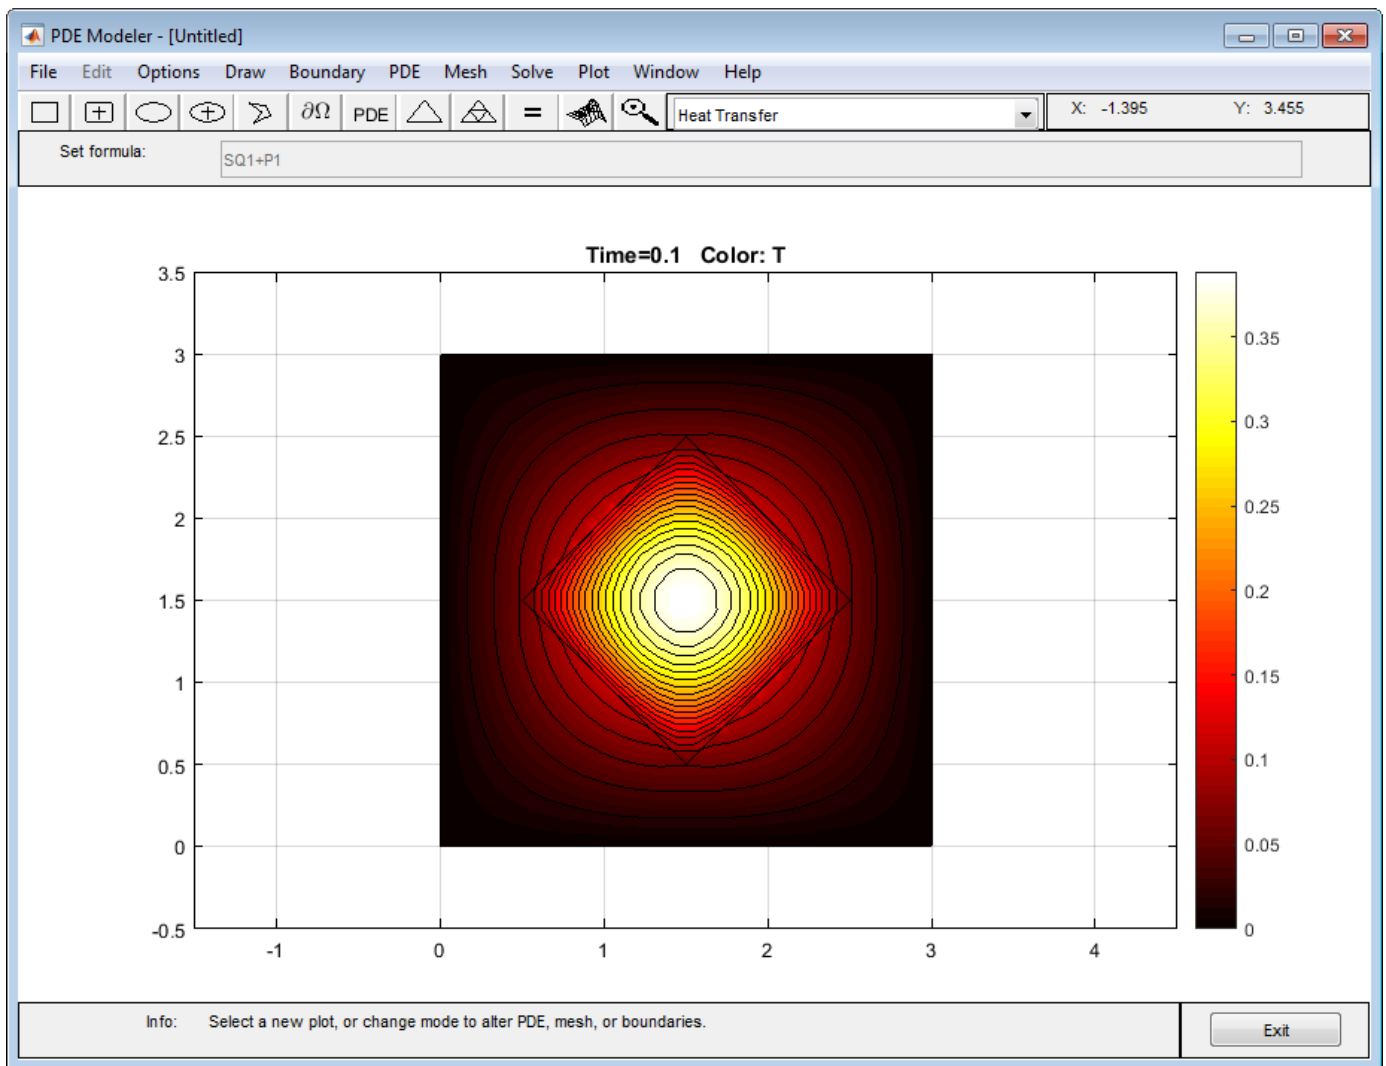 PDE Modeler - [Untitled]
File Edit Options Draw Boundary PDE Mesh Solve Plot Window Help
∂Ω PDE = Heat Transfer X: -1.395 Y: 3.455
Set formula: SQ1+P1
Time=0.1 Color: T
3.5
3
2.5
2
1.5
1
0.5
0
-0.5
-1 0 1 2 3 4
0.35
0.3
0.25
0.2
0.15
0.1
0.05
0
Info: Select a new plot, or change mode to alter PDE, mesh, or boundaries.
Exit